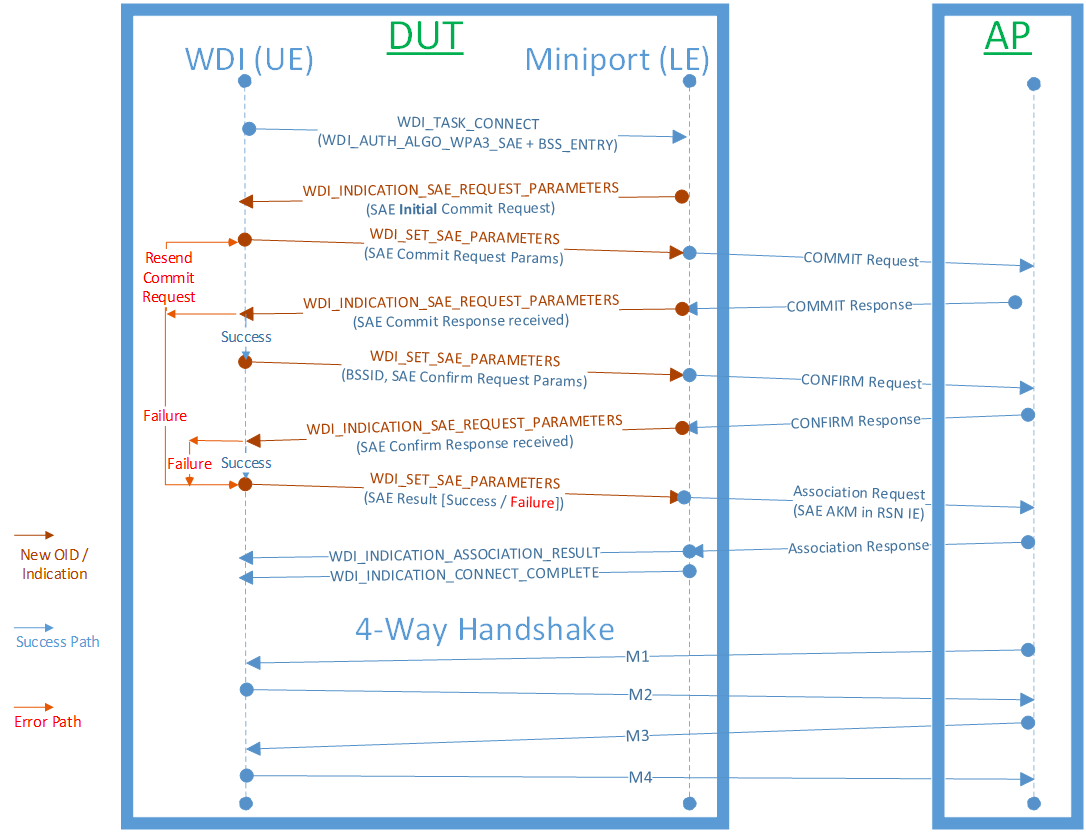 DUT
AP
WDI (UE)
Miniport (LE)
WDI_TASK_CONNECT
(WDI_AUTH_ALGO_WPA3_SAE + BSS_ENTRY)
WDI_INDICATION_SAE_REQUEST_PARAMETERS
(SAE Initial Commit Request)
WDI_SET_SAE_PARAMETERS
(SAE Commit Request Params)
COMMIT Request
Resend
Commit
Request
WDI_INDICATION_SAE_REQUEST_PARAMETERS
(SAE Commit Response received)
COMMIT Response
Success
WDI_SET_SAE_PARAMETERS
(BSSID, SAE Confirm Request Params)
CONFIRM Request
Failure
WDI_INDICATION_SAE_REQUEST_PARAMETERS
(SAE Confirm Response received)
CONFIRM Response
Failure
Success
WDI_SET_SAE_PARAMETERS
(SAE Result [Success / Failure])
Association Request
(SAE AKM in RSN IE)
WDI_INDICATION_ASSOCIATION_RESULT
Association Response
WDI_INDICATION_CONNECT_COMPLETE
New OID /
Indication
Success Path
Error Path
4-Way Handshake
M1
M2
M3
M4